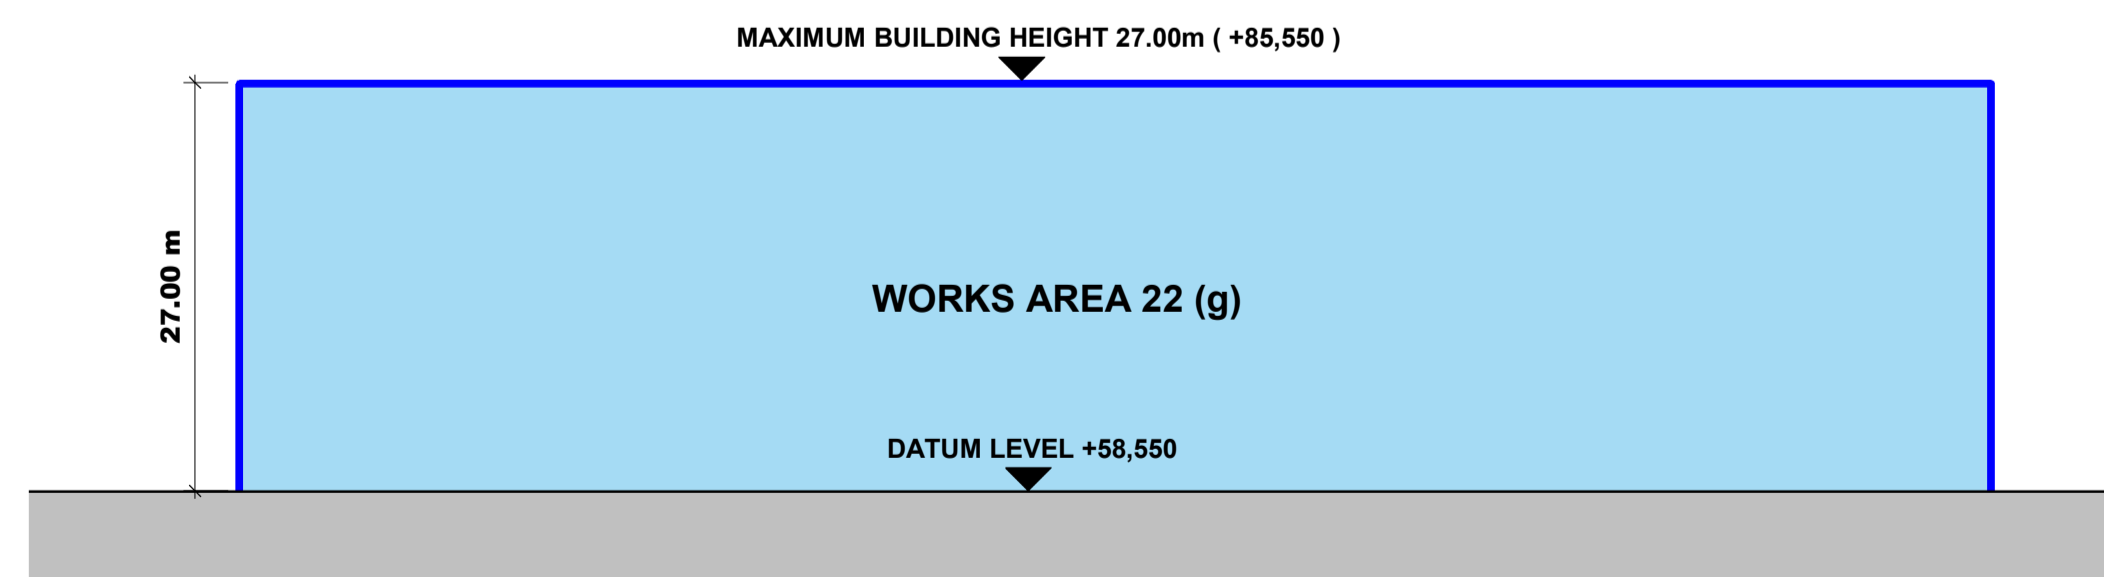 MAXIMUM BUILDING HEIGHT 27.00m ( +85,550 )
27.00 m
WORKS AREA 22 (g)
DATUM LEVEL +58,550